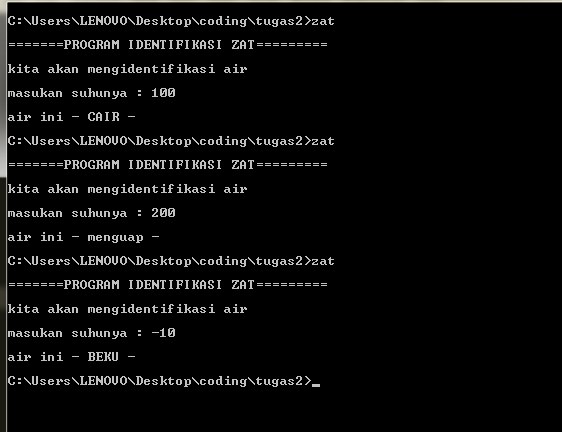 C:\Users\LENOVO\Desktop\coding\tugas2>zat
=======PROGRAM IDENTIFIKASI ZAT=========
kita akan mengidentifikasi air
masukan suhunya : 100
air ini - CAIR -
C:\Users\LENOVO\Desktop\coding\tugas2>zat
=======PROGRAM IDENTIFIKASI ZAT=========
kita akan mengidentifikasi air
masukan suhunya : 200
air ini - menguap -
C:\Users\LENOVO\Desktop\coding\tugas2>zat
=======PROGRAM IDENTIFIKASI ZAT=========
kita akan mengidentifikasi air
masukan suhunya : -10
air ini - BEKU -
C:\Users\LENOVO\Desktop\coding\tugas2>_